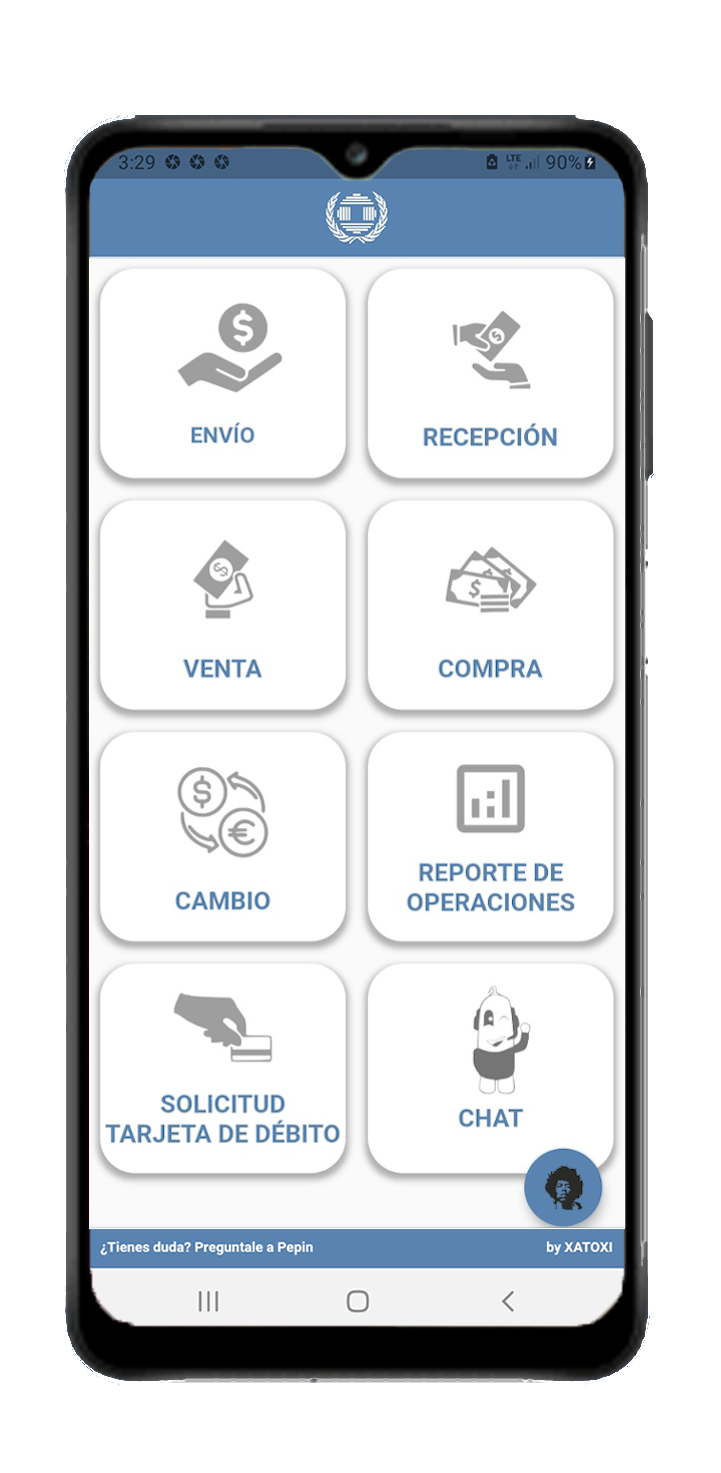 3:29 LTE 90%
ENVÍO
RECEPCIÓN
VENTA
COMPRA
CAMBIO
REPORTE DE
OPERACIONES
SOLICITUD
TARJETA DE DÉBITO
CHAT
¿Tienes duda? Preguntale a Pepin
by XATOXI